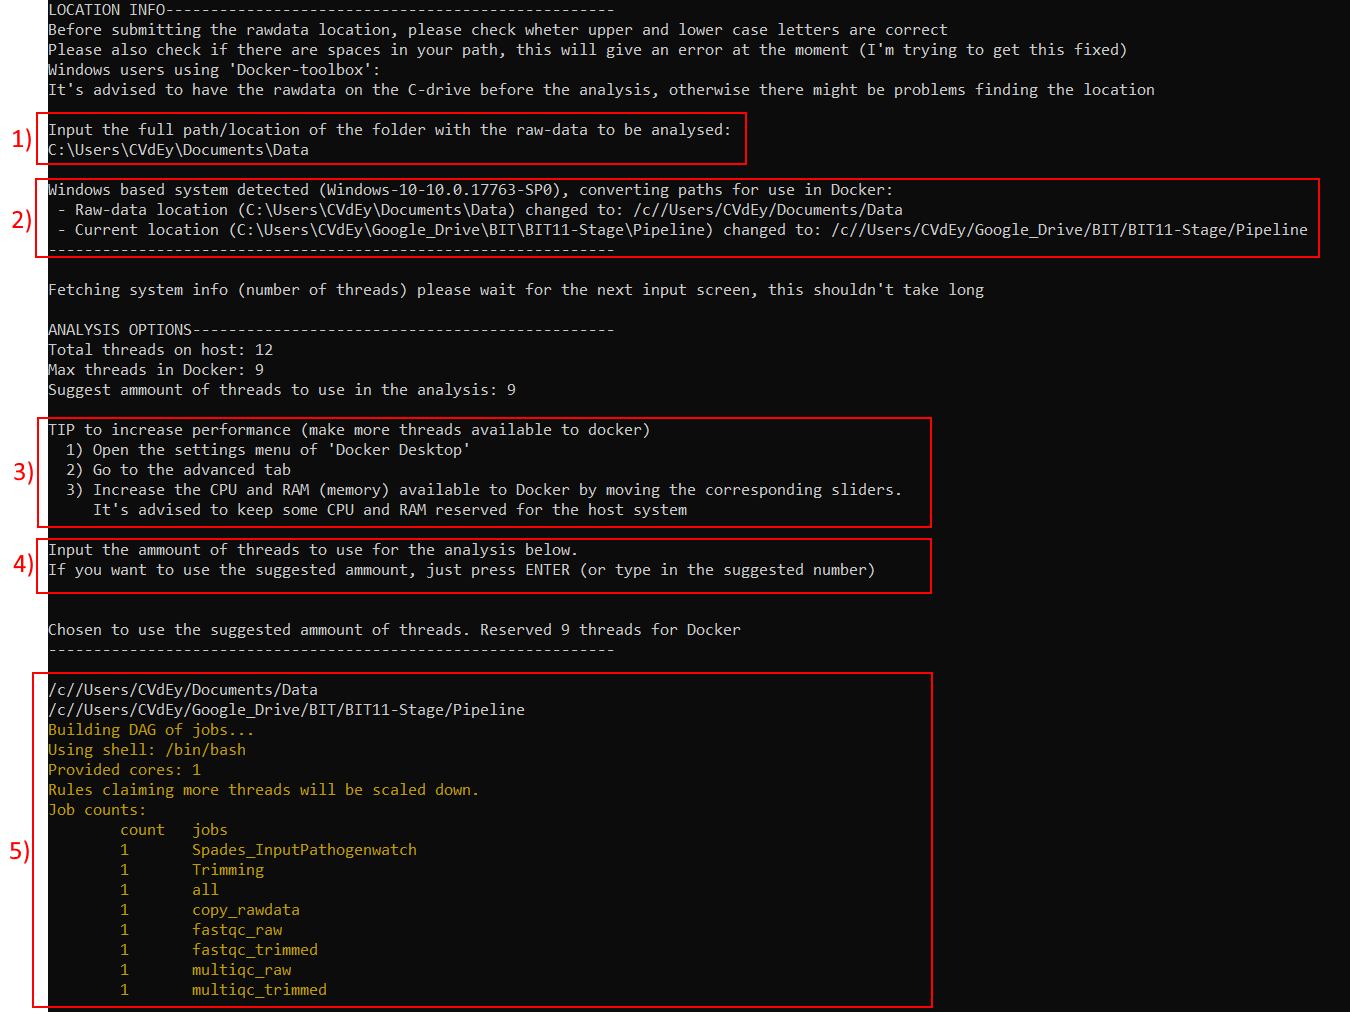 LOCATION INFO--------------------------------------------------
Before submitting the rawdata location, please check wheter upper and lower case letters are correct
Please also check if there are spaces in your path, this will give an error at the moment (I'm trying to get this fixed)
Windows users using 'Docker-toolbox':
It's advised to have the rawdata on the C-drive before the analysis, otherwise there might be problems finding the location
1)
Input the full path/location of the folder with the raw-data to be analysed:
C:\Users\CVdEy\Documents\Data
2)
Windows based system detected (Windows-10-10.0.17763-SP0), converting paths for use in Docker:
 - Raw-data location (C:\Users\CVdEy\Documents\Data) changed to: /c//Users/CVdEy/Documents/Data
 - Current location (C:\Users\CVdEy\Google_Drive\BIT\BIT11-Stage\Pipeline) changed to: /c//Users/CVdEy/Google_Drive/BIT/BIT11-Stage/Pipeline
---------------------------------------------------------------
Fetching system info (number of threads) please wait for the next input screen, this shouldn't take long
ANALYSIS OPTIONS-----------------------------------------------
Total threads on host: 12
Max threads in Docker: 9
Suggest ammount of threads to use in the analysis: 9
3)
TIP to increase performance (make more threads available to docker)
  1) Open the settings menu of 'Docker Desktop'
  2) Go to the advanced tab
  3) Increase the CPU and RAM (memory) available to Docker by moving the corresponding sliders.
     It's advised to keep some CPU and RAM reserved for the host system
4)
Input the ammount of threads to use for the analysis below.
If you want to use the suggested ammount, just press ENTER (or type in the suggested number)
Chosen to use the suggested ammount of threads. Reserved 9 threads for Docker
---------------------------------------------------------------
5)
/c//Users/CVdEy/Documents/Data
/c//Users/CVdEy/Google_Drive/BIT/BIT11-Stage/Pipeline
Building DAG of jobs...
Using shell: /bin/bash
Provided cores: 1
Rules claiming more threads will be scaled down.
Job counts:
        count   jobs
        1       Spades_InputPathogenwatch
        1       Trimming
        1       all
        1       copy_rawdata
        1       fastqc_raw
        1       fastqc_trimmed
        1       multiqc_raw
        1       multiqc_trimmed